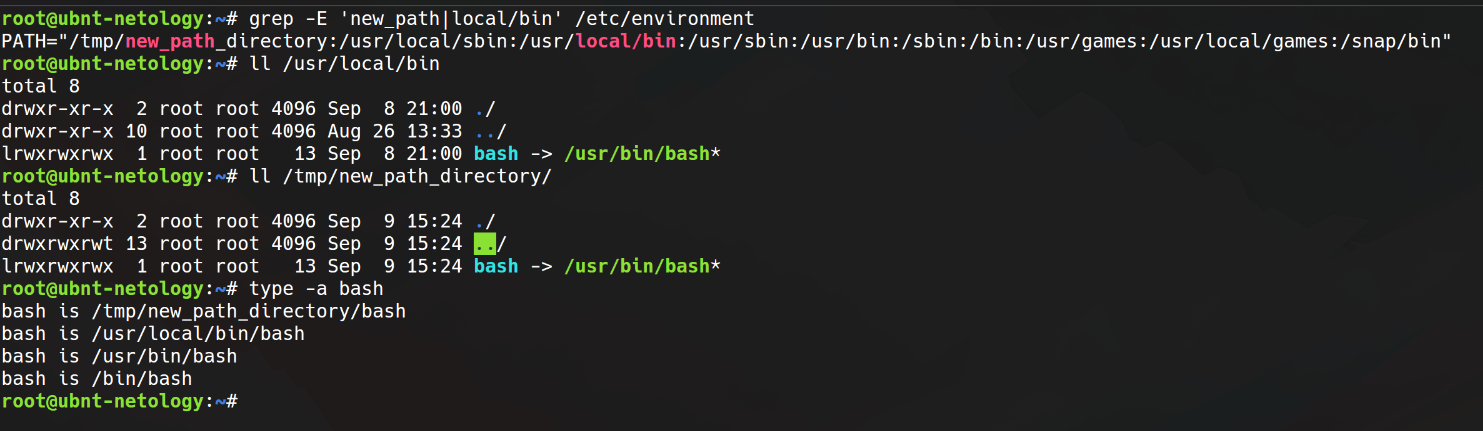 root@ubnt-netology:~# grep -E 'new_path|local/bin' /etc/environment
PATH="/tmp/new_path_directory:/usr/local/sbin:/usr/local/bin:/usr/sbin:/usr/bin:/sbin:/bin:/usr/games:/usr/local/games:/snap/bin"
root@ubnt-netology:~# ll /usr/local/bin
total 8
drwxr-xr-x  2 root root 4096 Sep  8 21:00 ./
drwxr-xr-x 10 root root 4096 Aug 26 13:33 ../
lrwxrwxrwx  1 root root   13 Sep  8 21:00 bash -> /usr/bin/bash*
root@ubnt-netology:~# ll /tmp/new_path_directory/
total 8
drwxr-xr-x  2 root root 4096 Sep  9 15:24 ./
drwxrwxrwt 13 root root 4096 Sep  9 15:24 ../
lrwxrwxrwx  1 root root   13 Sep  9 15:24 bash -> /usr/bin/bash*
root@ubnt-netology:~# type -a bash
bash is /tmp/new_path_directory/bash
bash is /usr/local/bin/bash
bash is /usr/bin/bash
bash is /bin/bash
root@ubnt-netology:~#